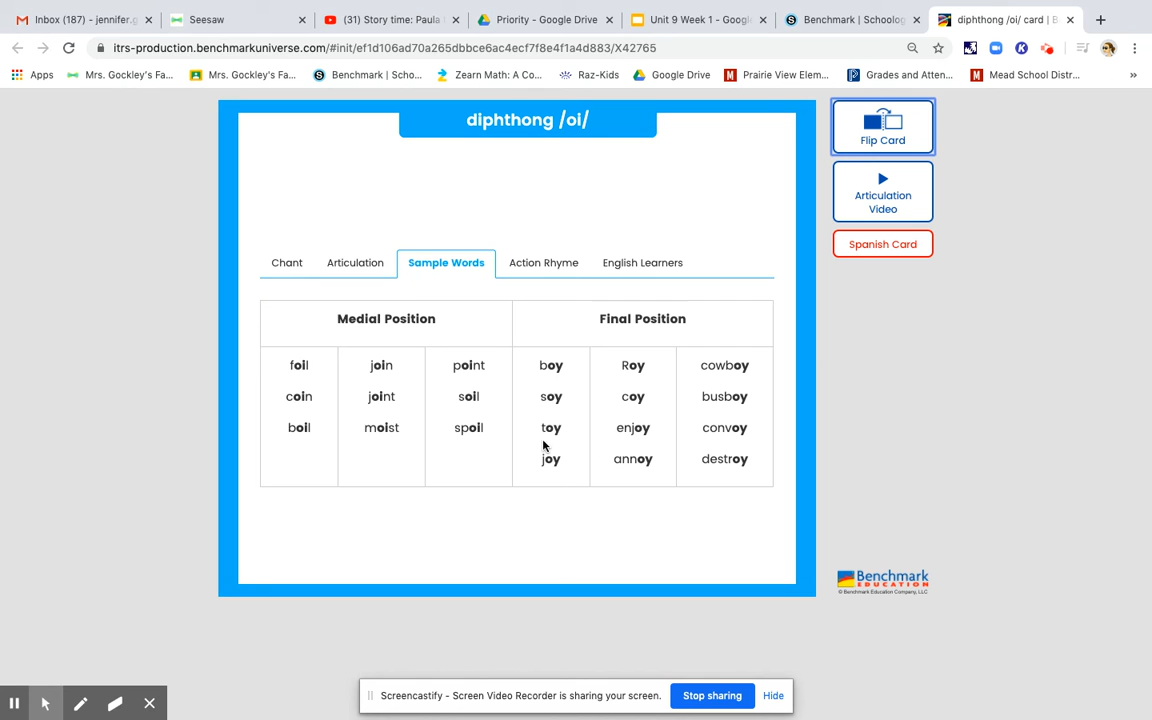 Inbox (187) - jennifer.g
Seesaw
(31) Story time: Paula
Priority - Google Drive
Unit 9 Week 1 - Google
Benchmark | Schoolog
diphthong /oi/ card | B
itrs-production.benchmarkuniverse.com/#init/ef1d106ad70a265dbbce6ac4ecf7f8e4f1a4d883/X42765
Apps
Mrs. Gockley's Fa...
Mrs. Gockley's Fa...
Benchmark | Scho...
Zearn Math: A Co...
Raz-Kids
Google Drive
Prairie View Elem...
Grades and Atten...
Mead School Distr...
»
diphthong /oi/
Flip Card
Articulation
Video
Spanish Card
Chant Articulation Sample Words Action Rhyme English Learners
Medial Position Final Position
foil join point boy Roy cowboy
coin joint soil soy coy busboy
boil moist spoil toy enjoy convoy
joy annoy destroy
Benchmark
EDUCATION
© Benchmark Education Company, LLC
Screencastify - Screen Video Recorder is sharing your screen. Stop sharing Hide